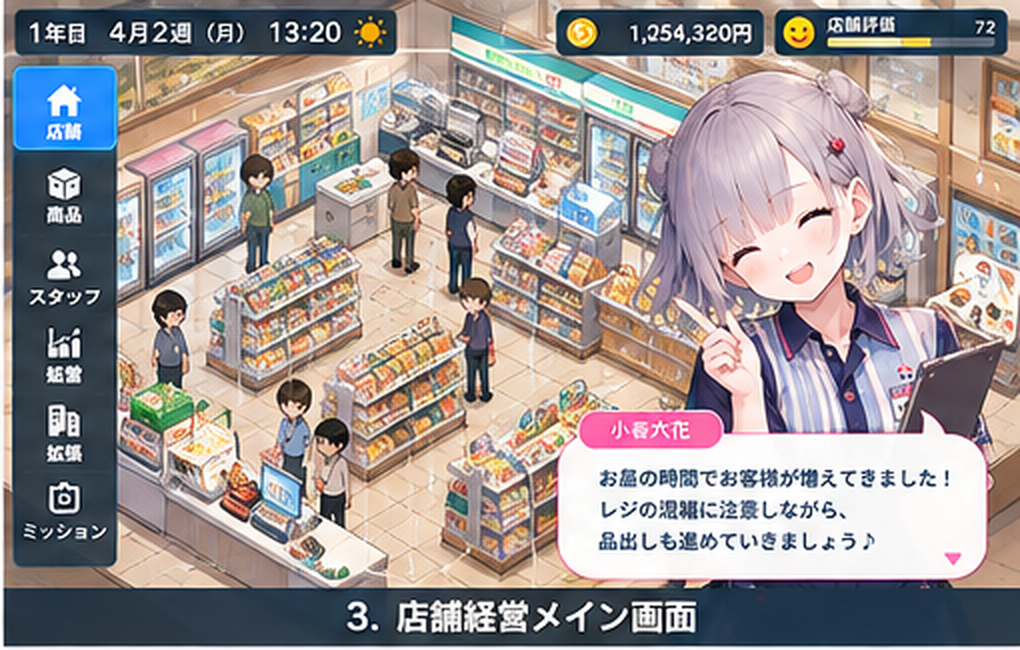 1年目 4月2週（月） 13:20
1,254,320円
店舗評価 72
店舗
商品
スタッフ
経営
拡張
ミッション
小春六花
お昼の時間でお客様が増えてきました！
レジの混雑に注意しながら、
品出しも進めていきましょう♪
3. 店舗経営メイン画面